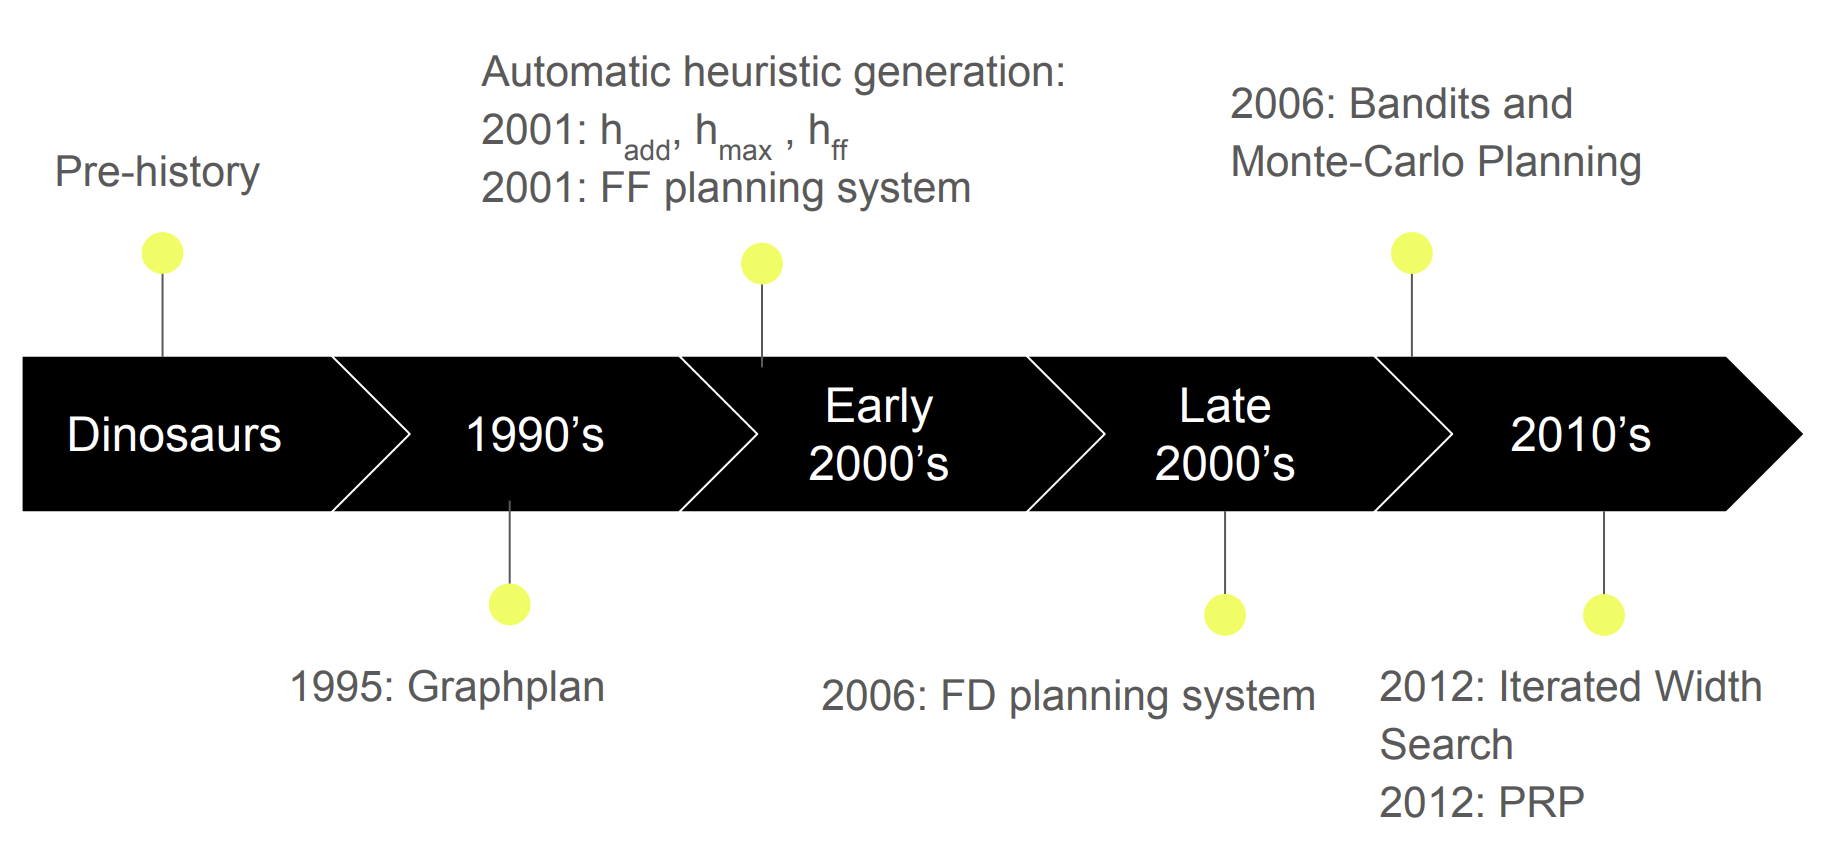 Pre-history
Automatic heuristic generation:
2001: hadd, hmax , hff
2001: FF planning system
2006: Bandits and
Monte-Carlo Planning
Dinosaurs
1990’s
Early
2000’s
Late
2000’s
2010’s
1995: Graphplan
2006: FD planning system
2012: Iterated Width
Search
2012: PRP